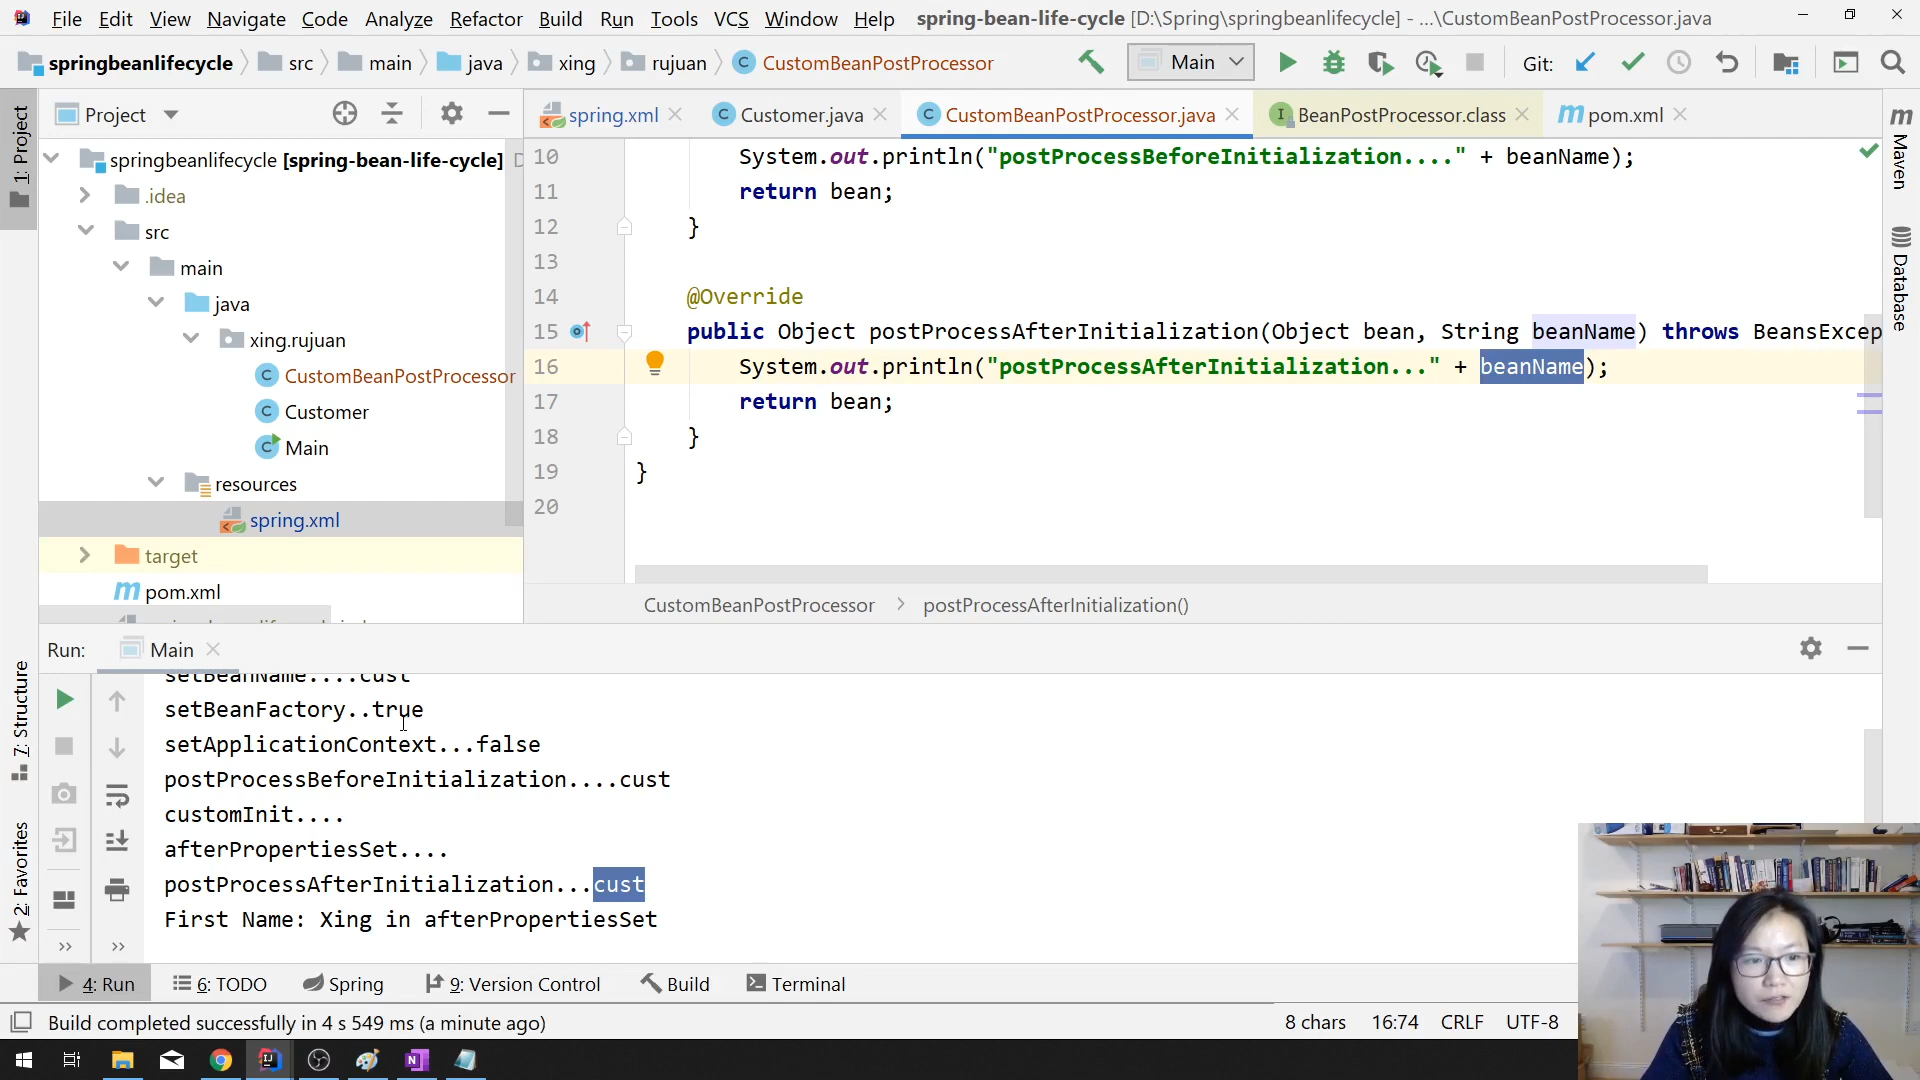 File Edit View Navigate Code Analyze Refactor Build Run Tools VCS Window Help spring-bean-life-cycle [D:\Spring\springbeanlifecycle] - ...\CustomBeanPostProcessor.java
springbeanlifecycle src main java xing rujuan CustomBeanPostProcessor Main Git:
Project
spring.xml Customer.java CustomBeanPostProcessor.java BeanPostProcessor.class pom.xml
1: Project
7: Structure
2: Favorites
Maven
Database
springbeanlifecycle [spring-bean-life-cycle] D
.idea
src
main
java
xing.rujuan
CustomBeanPostProcessor
Customer
Main
resources
spring.xml
target
pom.xml
10 System.out.println("postProcessBeforeInitialization...." + beanName);
11 return bean;
12 }
13
14 @Override
15 public Object postProcessAfterInitialization(Object bean, String beanName) throws BeansExcep
16 System.out.println("postProcessAfterInitialization..." + beanName);
17 return bean;
18 }
19 }
20
CustomBeanPostProcessor postProcessAfterInitialization()
Run: Main
setBeanName....cust
setBeanFactory..true
setApplicationContext...false
postProcessBeforeInitialization....cust
customInit....
afterPropertiesSet....
postProcessAfterInitialization...cust
First Name: Xing in afterPropertiesSet
4: Run 6: TODO Spring 9: Version Control Build Terminal
Build completed successfully in 4 s 549 ms (a minute ago) 8 chars 16:74 CRLF UTF-8